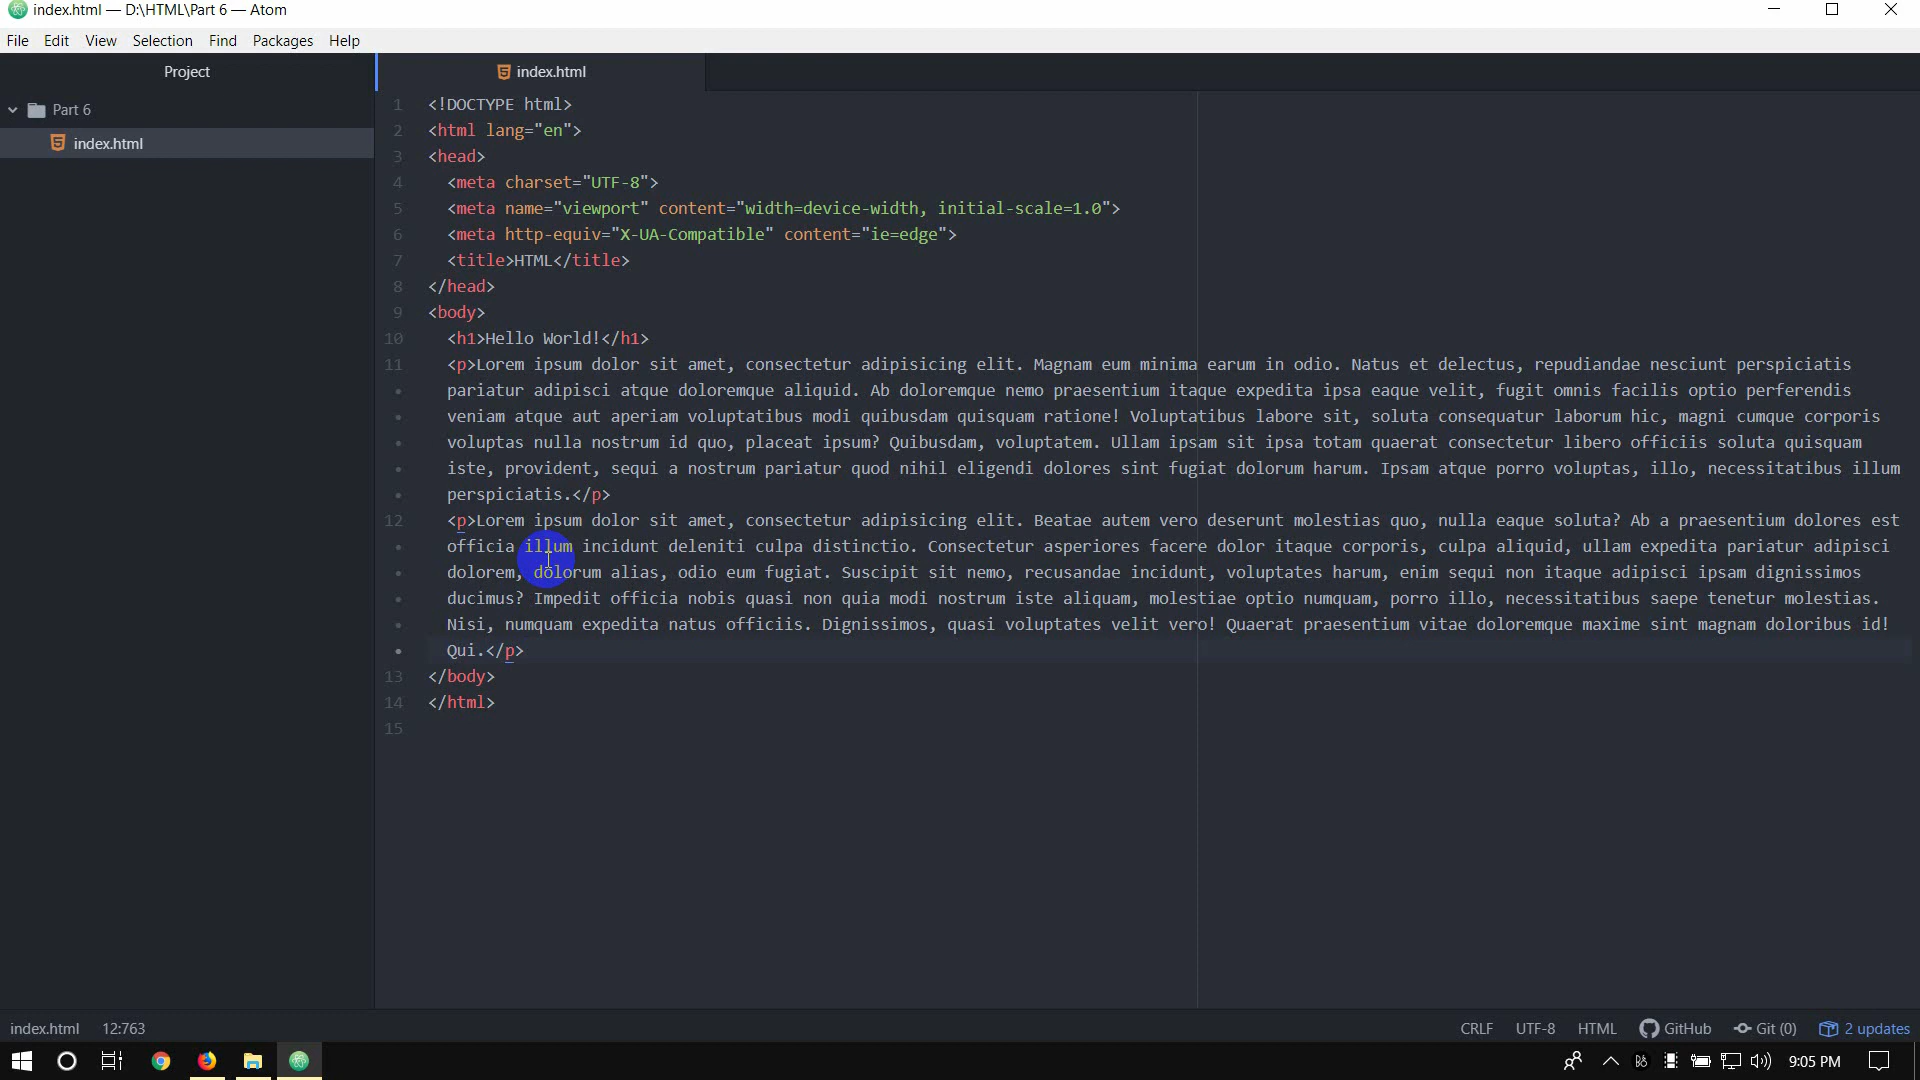 index.html — D:\HTML\Part 6 — Atom
File Edit View Selection Find Packages Help
Project
index.html
Part 6
index.html
1 <!DOCTYPE html>
2 <html lang="en">
3 <head>
4 <meta charset="UTF-8">
5 <meta name="viewport" content="width=device-width, initial-scale=1.0">
6 <meta http-equiv="X-UA-Compatible" content="ie=edge">
7 <title>HTML</title>
8 </head>
9 <body>
10 <h1>Hello World!</h1>
11 <p>Lorem ipsum dolor sit amet, consectetur adipisicing elit. Magnam eum minima earum in odio. Natus et delectus, repudiandae nesciunt perspiciatis
pariatur adipisci atque doloremque aliquid. Ab doloremque nemo praesentium itaque expedita ipsa eaque velit, fugit omnis facilis optio perferendis
veniam atque aut aperiam voluptatibus modi quibusdam quisquam ratione! Voluptatibus labore sit, soluta consequatur laborum hic, magni cumque corporis
voluptas nulla nostrum id quo, placeat ipsum? Quibusdam, voluptatem. Ullam ipsam sit ipsa totam quaerat consectetur libero officiis soluta quisquam
iste, provident, sequi a nostrum pariatur quod nihil eligendi dolores sint fugiat dolorum harum. Ipsam atque porro voluptas, illo, necessitatibus illum
perspiciatis.</p>
12 <p>Lorem ipsum dolor sit amet, consectetur adipisicing elit. Beatae autem vero deserunt molestias quo, nulla eaque soluta? Ab a praesentium dolores est
officia illum incidunt deleniti culpa distinctio. Consectetur asperiores facere dolor itaque corporis, culpa aliquid, ullam expedita pariatur adipisci
dolorem, dolorum alias, odio eum fugiat. Suscipit sit nemo, recusandae incidunt, voluptates harum, enim sequi non itaque adipisci ipsam dignissimos
ducimus? Impedit officia nobis quasi non quia modi nostrum iste aliquam, molestiae optio numquam, porro illo, necessitatibus saepe tenetur molestias.
Nisi, numquam expedita natus officiis. Dignissimos, quasi voluptates velit vero! Quaerat praesentium vitae doloremque maxime sint magnam doloribus id!
Qui.</p>
13 </body>
14 </html>
15
index.html 12:763 CRLF UTF-8 HTML GitHub Git (0) 2 updates
9:05 PM